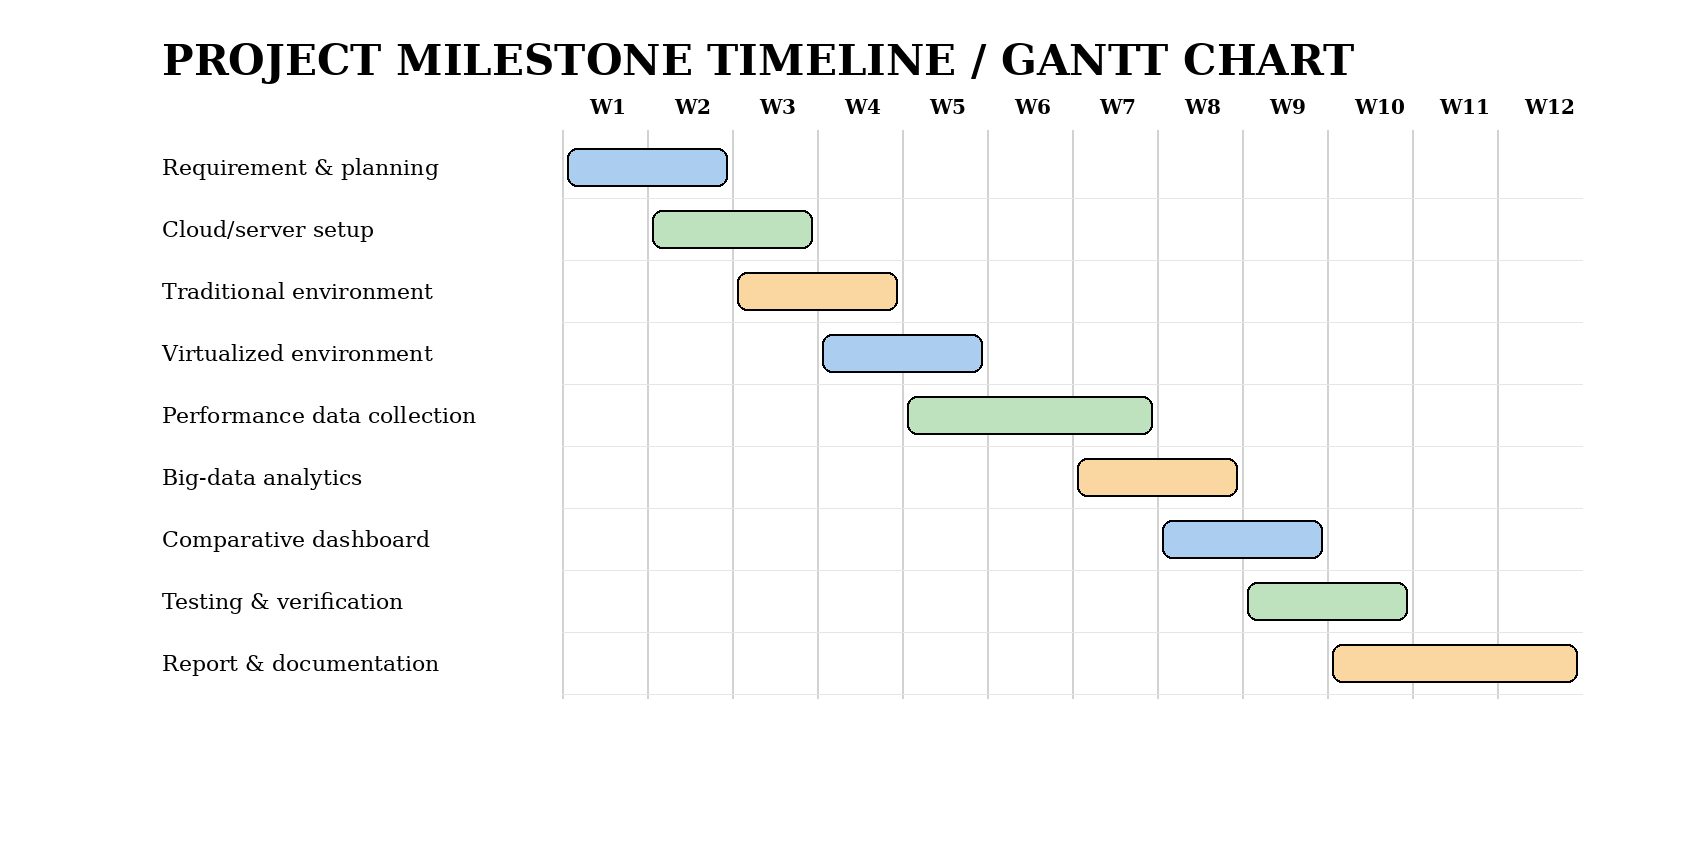 PROJECT MILESTONE TIMELINE / GANTT CHART
W1 W2 W3 W4 W5 W6 W7 W8 W9 W10 W11 W12
Requirement & planning
Cloud/server setup
Traditional environment
Virtualized environment
Performance data collection
Big-data analytics
Comparative dashboard
Testing & verification
Report & documentation